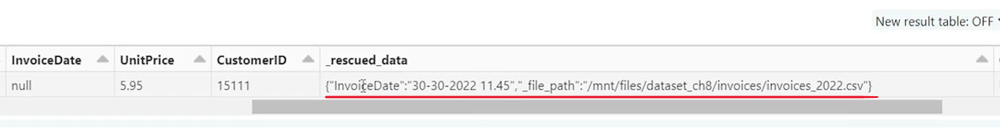 New result table: OFF
InvoiceDate UnitPrice CustomerID _rescued_data
null 5.95 15111 {"InvoiceDate":"30-30-2022 11.45","_file_path":"/mnt/files/dataset_ch8/invoices/invoices_2022.csv"}